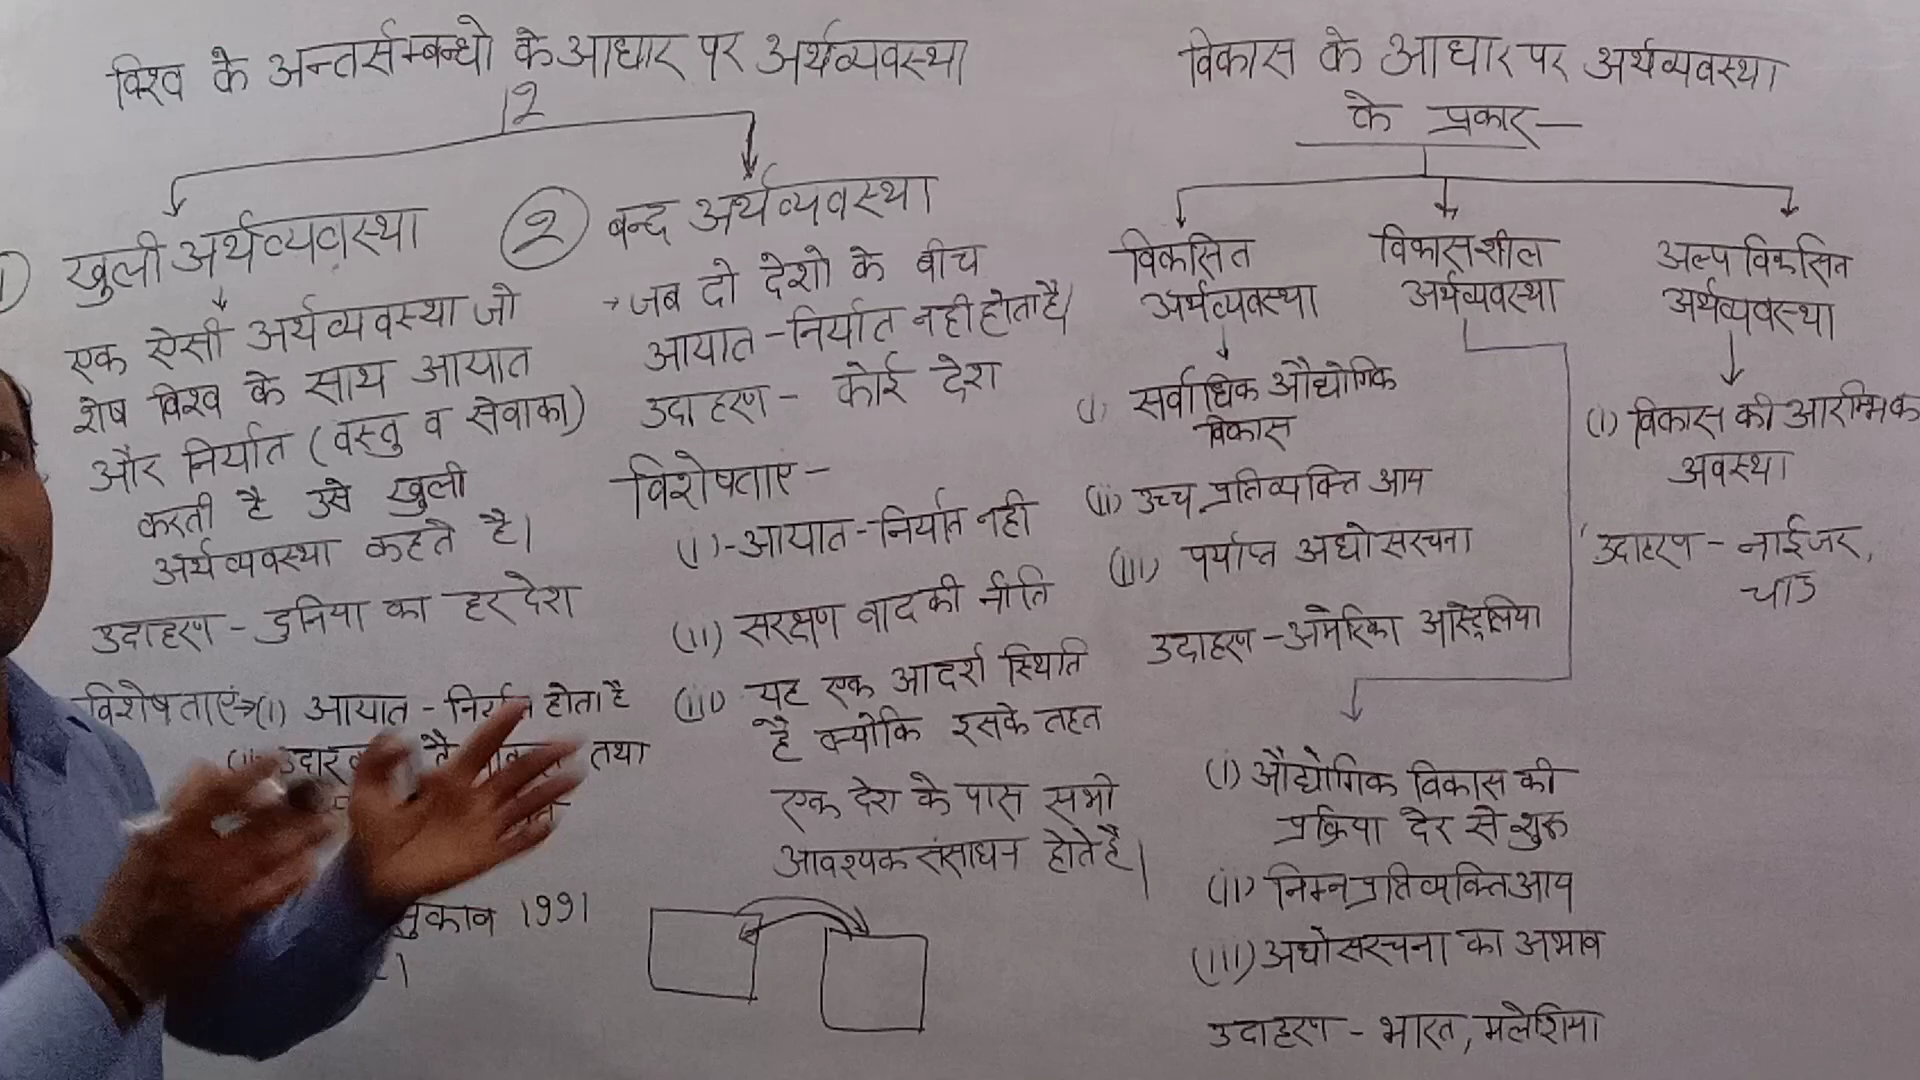 विश्व के अन्तर्सम्बन्धो के आधार पर अर्थव्यवस्था
2
(1) खुली अर्थव्यवस्था
एक ऐसी अर्थव्यवस्था जो
शेष विश्व के साथ आयात
और निर्यात (वस्तु व सेवाका)
करती है उसे खुली
अर्थव्यवस्था कहते है।
उदाहरण - दुनिया का हर देश
विशेषताएं→(i) आयात - निर्यात होता है
(ii) तथा
1991
(2) बन्द अर्थव्यवस्था
→ जब दो देशो के बीच
आयात - निर्यात नही होता है।
उदाहरण - कोई देश
विशेषताए -
(i) - आयात - निर्यात नही
(ii) सरक्षण वाद की नीति
(iii) यह एक आदर्श स्थिति
है क्योकि इसके तहत
एक देश के पास सभी
आवश्यक संसाधन होते है।
विकास के आधार पर अर्थव्यवस्था
के प्रकार —
विकसित
अर्थव्यवस्था
(i) सर्वाधिक औद्योगिक
विकास
(ii) उच्च प्रतिव्यक्ति आय
(iii) पर्याप्त अधोसरचना
उदाहरण - अमेरिका आस्ट्रेलिया
विकासशील
अर्थव्यवस्था
(i) औद्योगिक विकास की
प्रक्रिया देर से शुरू
(ii) निम्न प्रतिव्यक्ति आय
(iii) अधोसरचना का अभाव
उदाहरण - भारत, मलेशिया
अल्प विकसित
अर्थव्यवस्था
(i) विकास की आरम्भिक
अवस्था
उदाहरण - नाईजर,
चाड